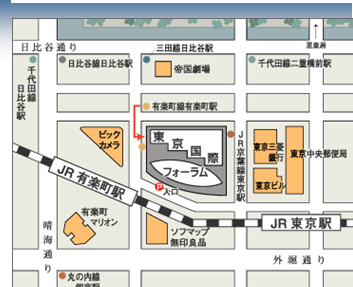 日比谷通り
三田線日比谷駅
至皇居
千代田線
日比谷駅
日比谷線日比谷駅
帝国劇場
千代田線二重橋前駅
有楽町線有楽町駅
ビック
カメラ
東京国際
フォーラム
JR京葉線東京駅
東京三菱
銀行
東京中央郵便局
東京ビル
P
入口
JR 有楽町駅
有楽町
マリオン
晴海通り
ソフマップ
無印良品
JR 東京駅
外堀通り
丸の内線